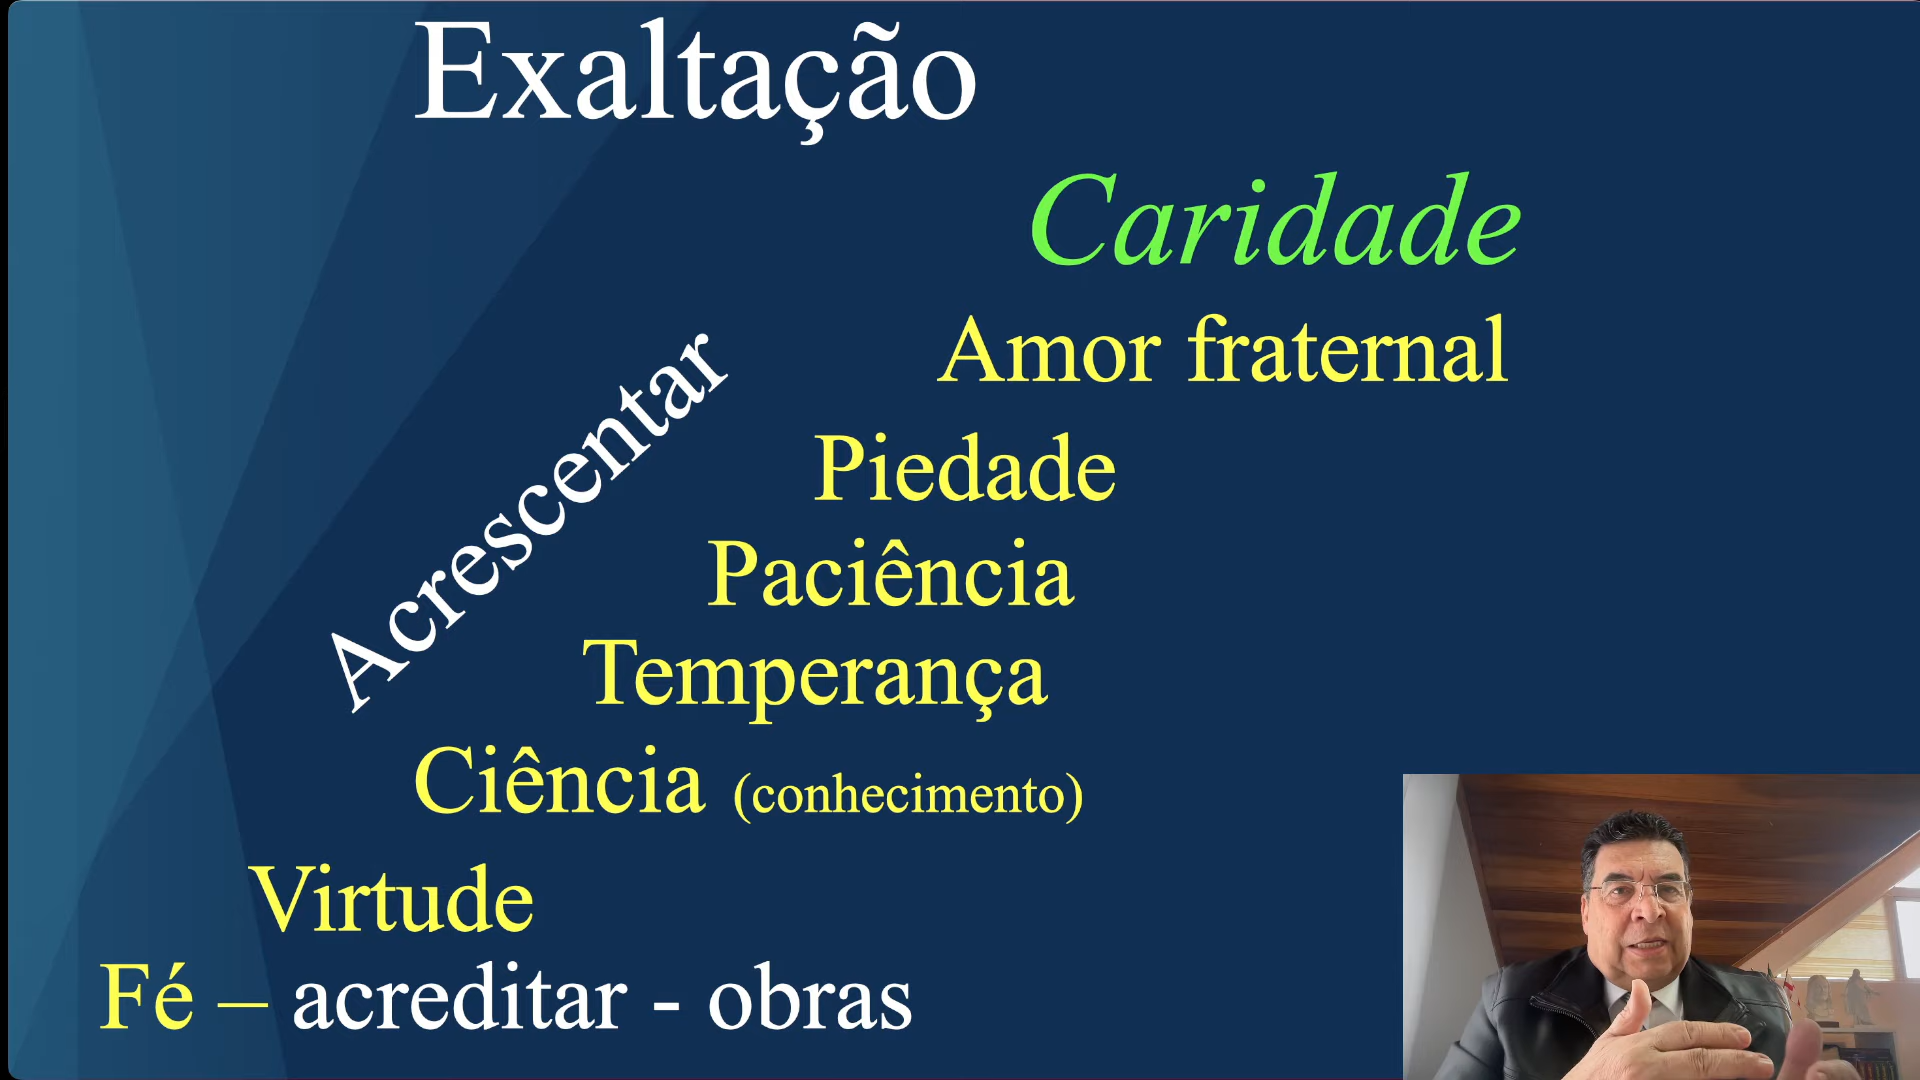 Exaltação
Caridade
Amor fraternal
Acrescentar
Piedade
Paciência
Temperança
Ciência (conhecimento)
Virtude
Fé – acreditar - obras